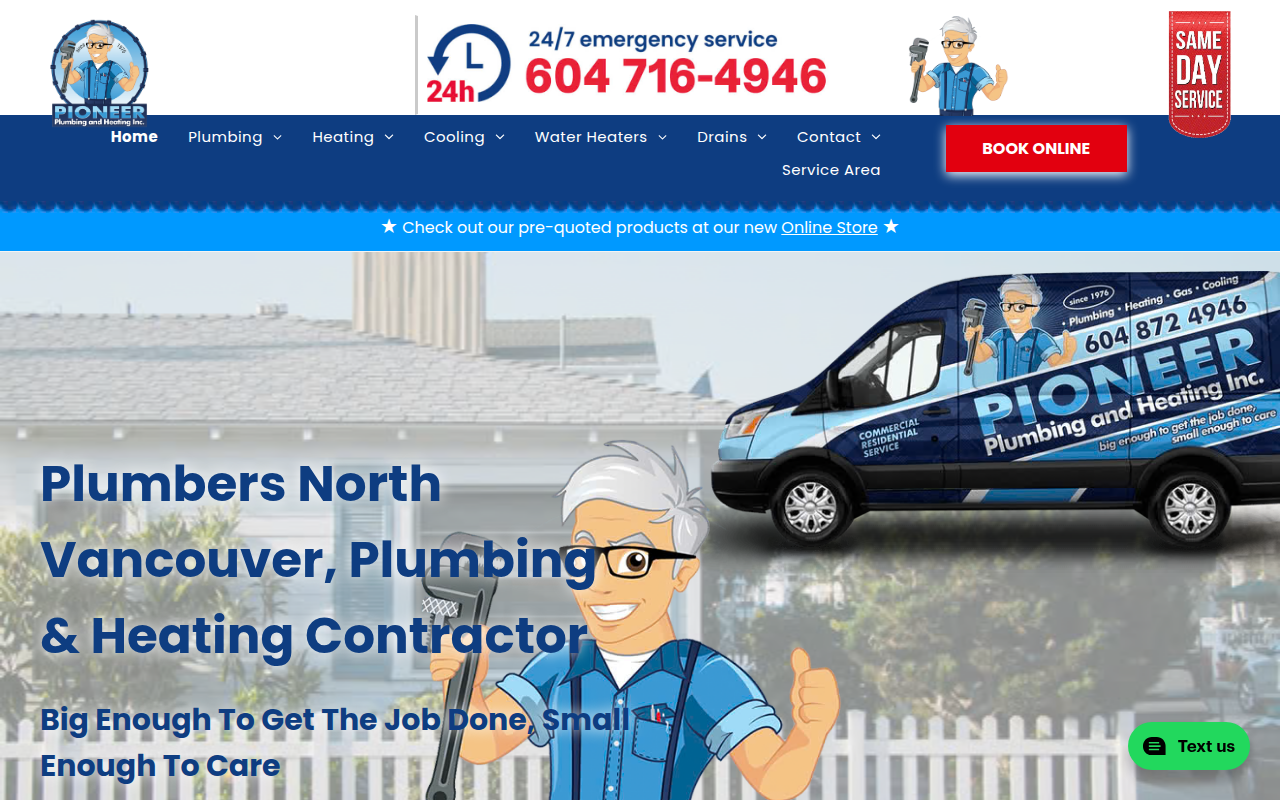 SINCE 1976
PIONEER
Plumbing and Heating Inc.
24h
24/7 emergency service
604 716-4946
SAME
DAY
SERVICE
Home
Plumbing
Heating
Cooling
Water Heaters
Drains
Contact
Service Area
BOOK ONLINE
★ Check out our pre-quoted products at our new Online Store ★
since 1976
• Plumbing • Heating • Gas • Cooling
604 872 4946
PIONEER
Plumbing and Heating Inc.
big enough to get the job done,
small enough to care
COMMERCIAL
RESIDENTIAL
SERVICE
Plumbers North
Vancouver, Plumbing
& Heating Contractor
Big Enough To Get The Job Done, Small
Enough To Care
Text us